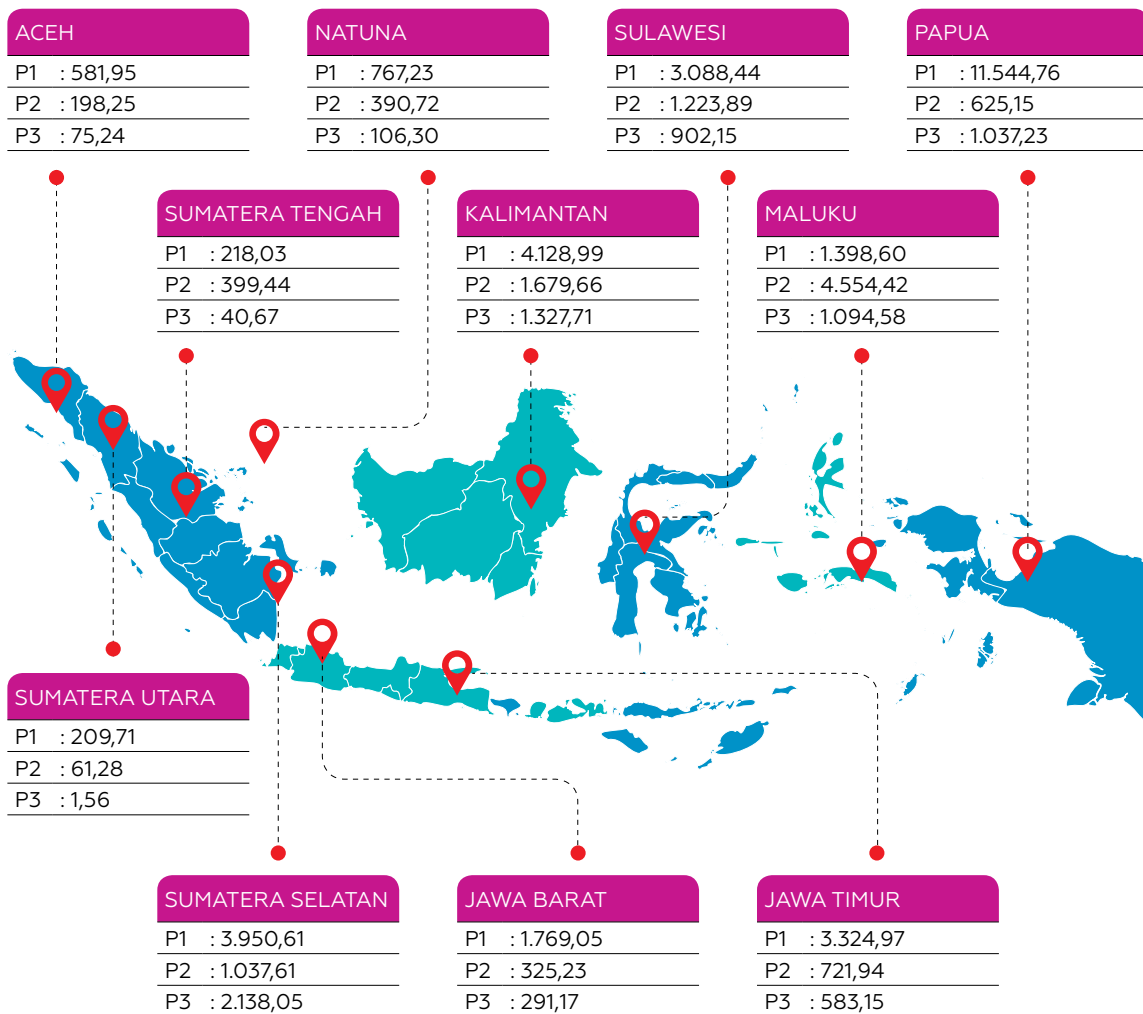 ACEH
P1 : 581,95
P2 : 198,25
P3 : 75,24
NATUNA
P1 : 767,23
P2 : 390,72
P3 : 106,30
SULAWESI
P1 : 3.088,44
P2 : 1.223,89
P3 : 902,15
PAPUA
P1 : 11.544,76
P2 : 625,15
P3 : 1.037,23
SUMATERA TENGAH
P1 : 218,03
P2 : 399,44
P3 : 40,67
KALIMANTAN
P1 : 4.128,99
P2 : 1.679,66
P3 : 1.327,71
MALUKU
P1 : 1.398,60
P2 : 4.554,42
P3 : 1.094,58
SUMATERA UTARA
P1 : 209,71
P2 : 61,28
P3 : 1,56
SUMATERA SELATAN
P1 : 3.950,61
P2 : 1.037,61
P3 : 2.138,05
JAWA BARAT
P1 : 1.769,05
P2 : 325,23
P3 : 291,17
JAWA TIMUR
P1 : 3.324,97
P2 : 721,94
P3 : 583,15